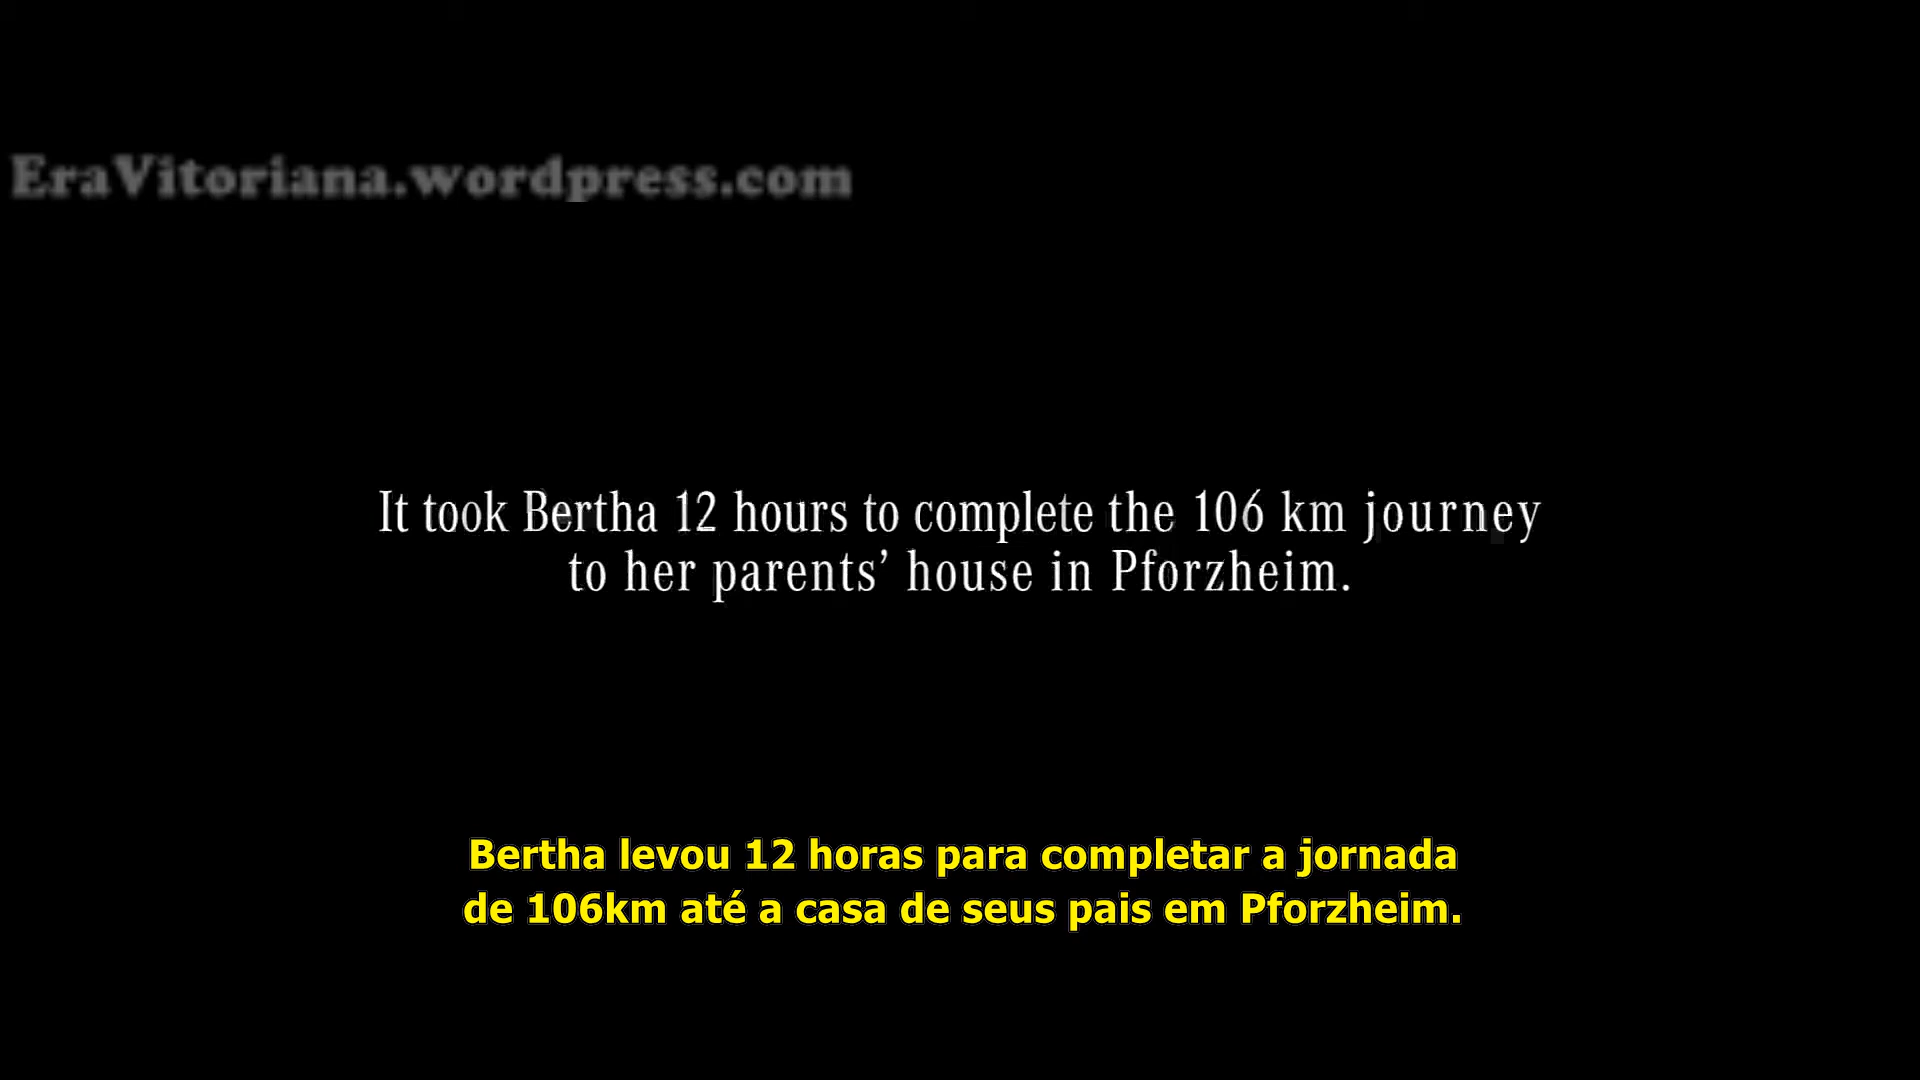 EraVitoriana.wordpress.com
It took Bertha 12 hours to complete the 106 km journey
to her parents’ house in Pforzheim.
Bertha levou 12 horas para completar a jornada
de 106km até a casa de seus pais em Pforzheim.